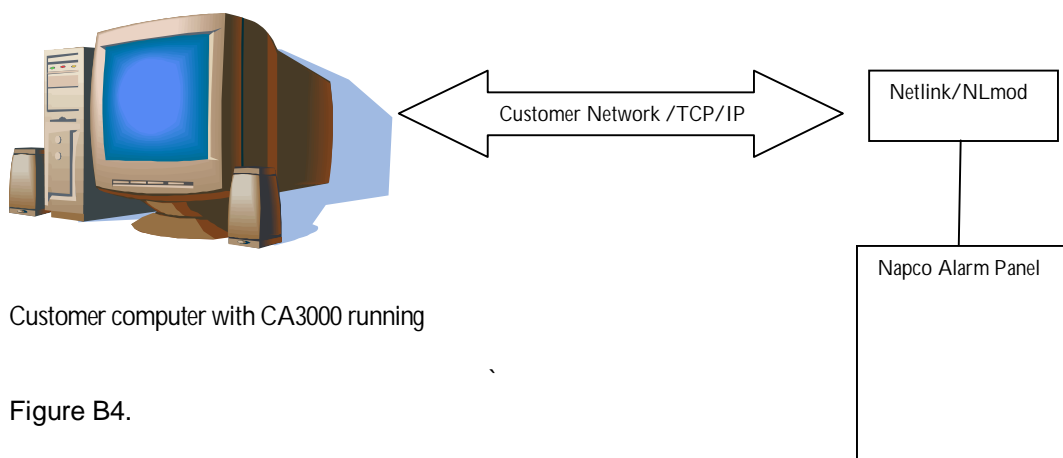 Netlink/NLmod
Customer Network /TCP/IP
Napco Alarm Panel
Customer computer with CA3000 running
`
Figure B4.